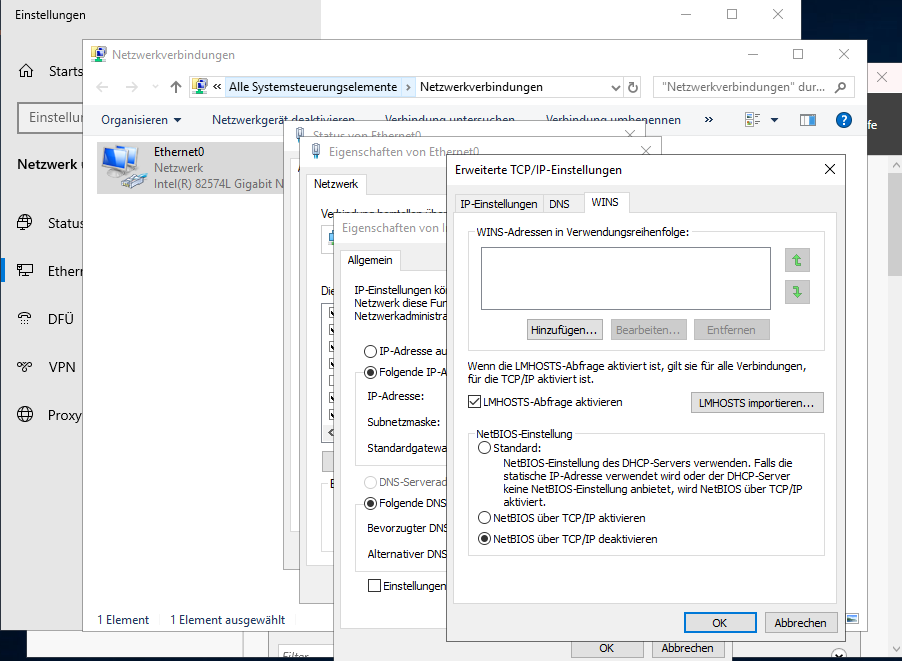 Einstellungen
Netzwerkverbindungen
Alle Systemsteuerungselemente
Netzwerkverbindungen
"Netzwerkverbindungen" dur...
Organisieren
Netzwerkgerät deaktivieren
Verbindung untersuchen
Verbindung umbenennen
»
Ethernet0
Netzwerk
Intel(R) 82574L Gigabit N
Starts
Einstellu
Netzwerk
Status
Ethern
DFÜ
VPN
Proxy
fe
Status von Ethernet0
Eigenschaften von Ethernet0
Netzwerk
Verbindung herstellen über
Die
Eigenschaften von I
Allgemein
IP-Einstellungen kö
Netzwerk diese Fun
Netzwerkadministra
IP-Adresse au
Folgende IP-A
IP-Adresse:
Subnetzmaske:
Standardgatewa
DNS-Serverad
Folgende DNS
Bevorzugter DNS
Alternativer DNS
Einstellungen
Erweiterte TCP/IP-Einstellungen
IP-Einstellungen
DNS
WINS
WINS-Adressen in Verwendungsreihenfolge:
Hinzufügen...
Bearbeiten...
Entfernen
Wenn die LMHOSTS-Abfrage aktiviert ist, gilt sie für alle Verbindungen,
für die TCP/IP aktiviert ist.
LMHOSTS-Abfrage aktivieren
LMHOSTS importieren...
NetBIOS-Einstellung
Standard:
NetBIOS-Einstellung des DHCP-Servers verwenden. Falls die
statische IP-Adresse verwendet wird oder der DHCP-Server
keine NetBIOS-Einstellung anbietet, wird NetBIOS über TCP/IP
aktiviert.
NetBIOS über TCP/IP aktivieren
NetBIOS über TCP/IP deaktivieren
OK
Abbrechen
1 Element
1 Element ausgewählt
OK
Abbrechen
Filter